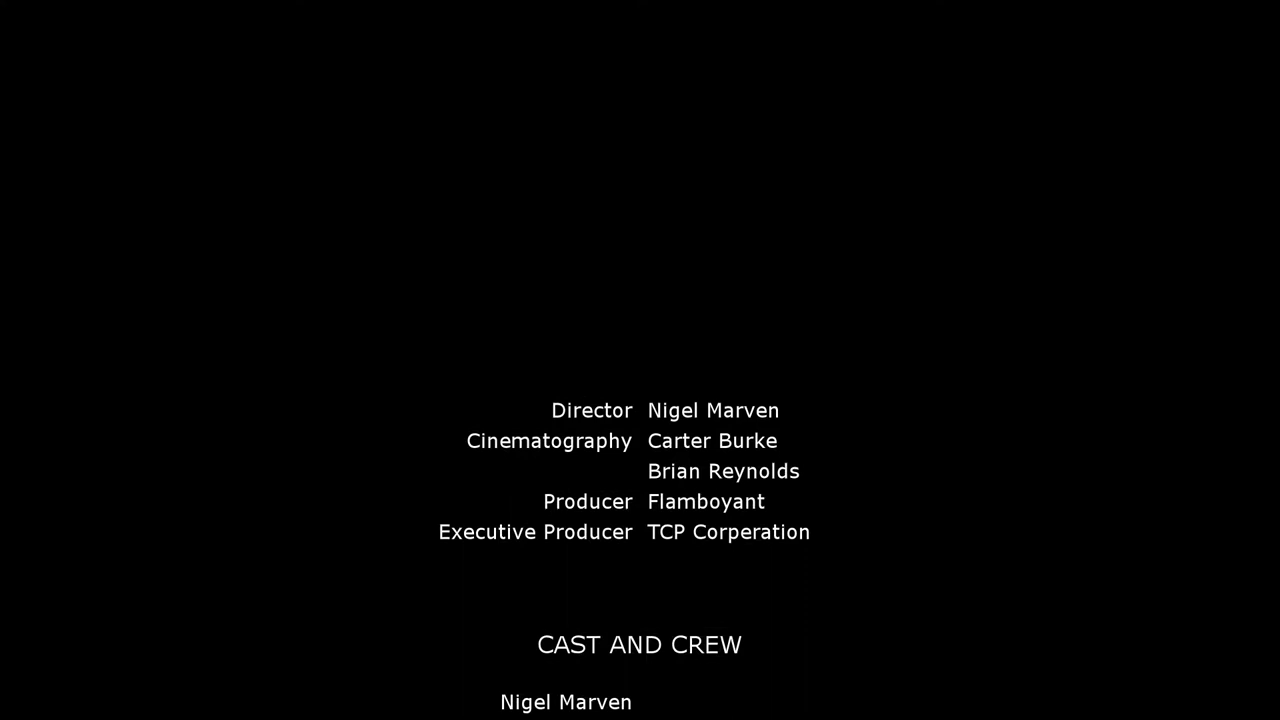 Director Nigel Marven
Cinematography Carter Burke
Brian Reynolds
Producer Flamboyant
Executive Producer TCP Corperation
CAST AND CREW
Nigel Marven